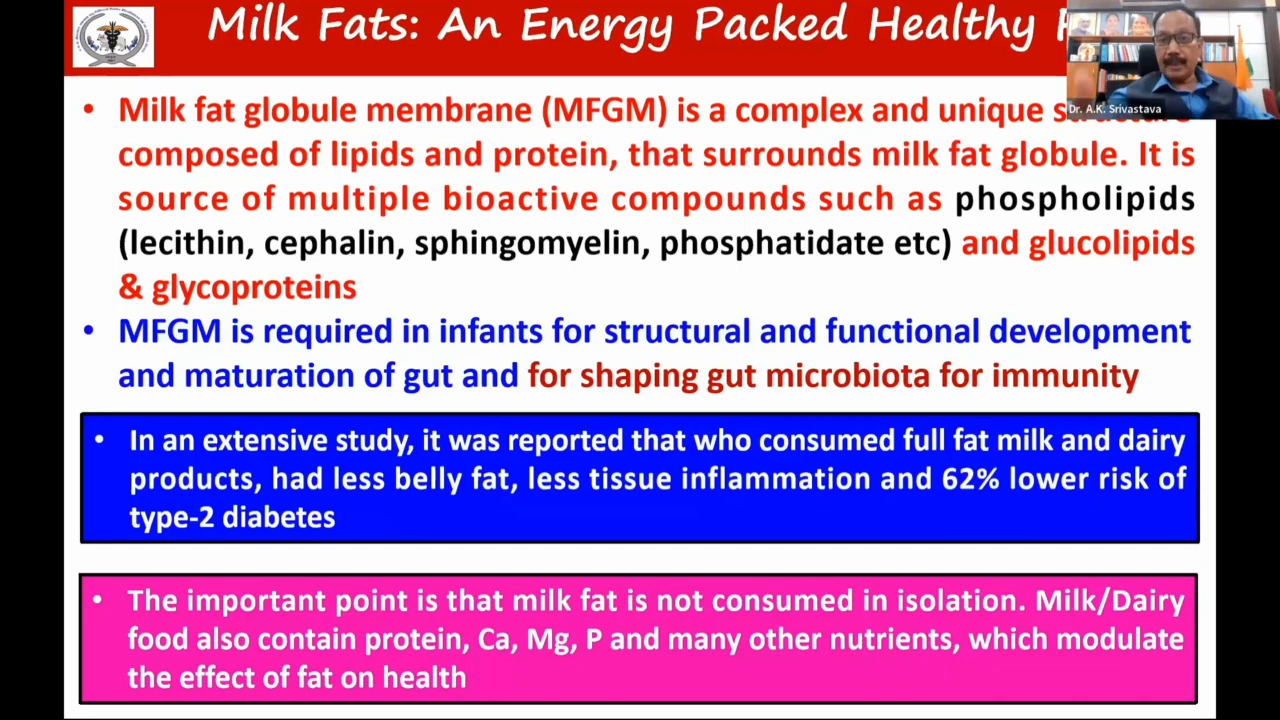 Milk Fats: An Energy Packed Healthy
Dr. A.K. Srivastava
• Milk fat globule membrane (MFGM) is a complex and unique structure
composed of lipids and protein, that surrounds milk fat globule. It is
source of multiple bioactive compounds such as phospholipids
(lecithin, cephalin, sphingomyelin, phosphatidate etc) and glucolipids
& glycoproteins
• MFGM is required in infants for structural and functional development
and maturation of gut and for shaping gut microbiota for immunity
• In an extensive study, it was reported that who consumed full fat milk and dairy
products, had less belly fat, less tissue inflammation and 62% lower risk of
type-2 diabetes
• The important point is that milk fat is not consumed in isolation. Milk/Dairy
food also contain protein, Ca, Mg, P and many other nutrients, which modulate
the effect of fat on health